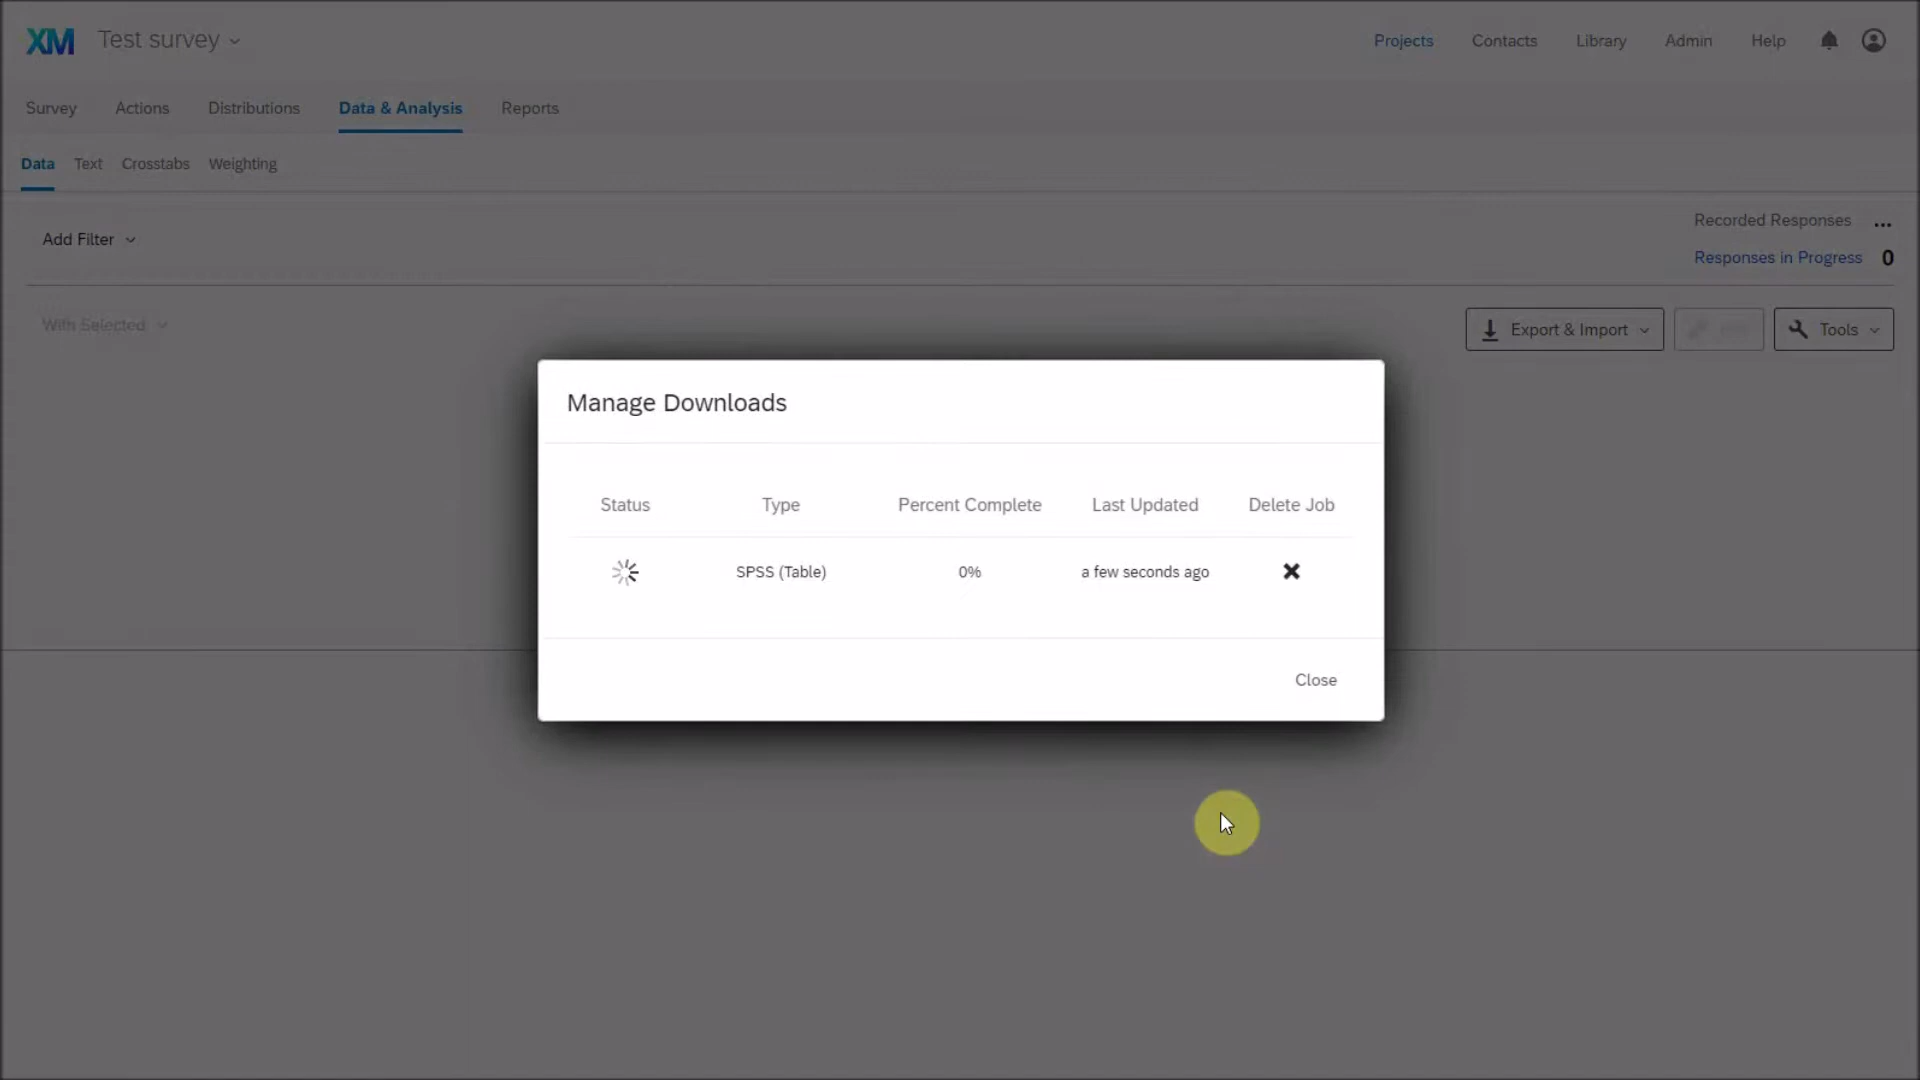 XM Test survey
Projects Contacts Library Admin Help
Survey Actions Distributions Data & Analysis Reports
Data Text Crosstabs Weighting
Add Filter
Recorded Responses ...
Responses in Progress 0
With Selected
Export & Import Tools
Manage Downloads
Status Type Percent Complete Last Updated Delete Job
SPSS (Table) 0% a few seconds ago
Close